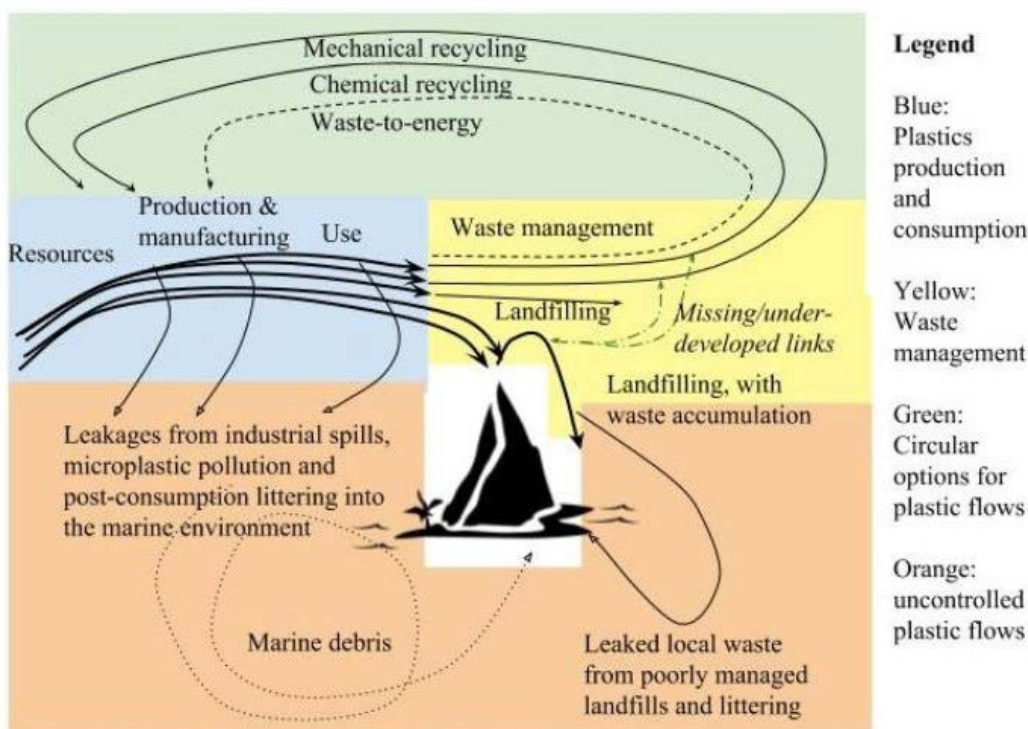 Mechanical recycling
Chemical recycling
Waste-to-energy
Production &
manufacturing
Use
Resources
Waste management
Landfilling
Missing/under-
developed links
Landfilling, with
waste accumulation
Leakages from industrial spills,
microplastic pollution and
post-consumption littering into
the marine environment
Marine debris
Leaked local waste
from poorly managed
landfills and littering
Legend
Blue:
Plastics
production
and
consumption
Yellow:
Waste
management
Green:
Circular
options for
plastic flows
Orange:
uncontrolled
plastic flows